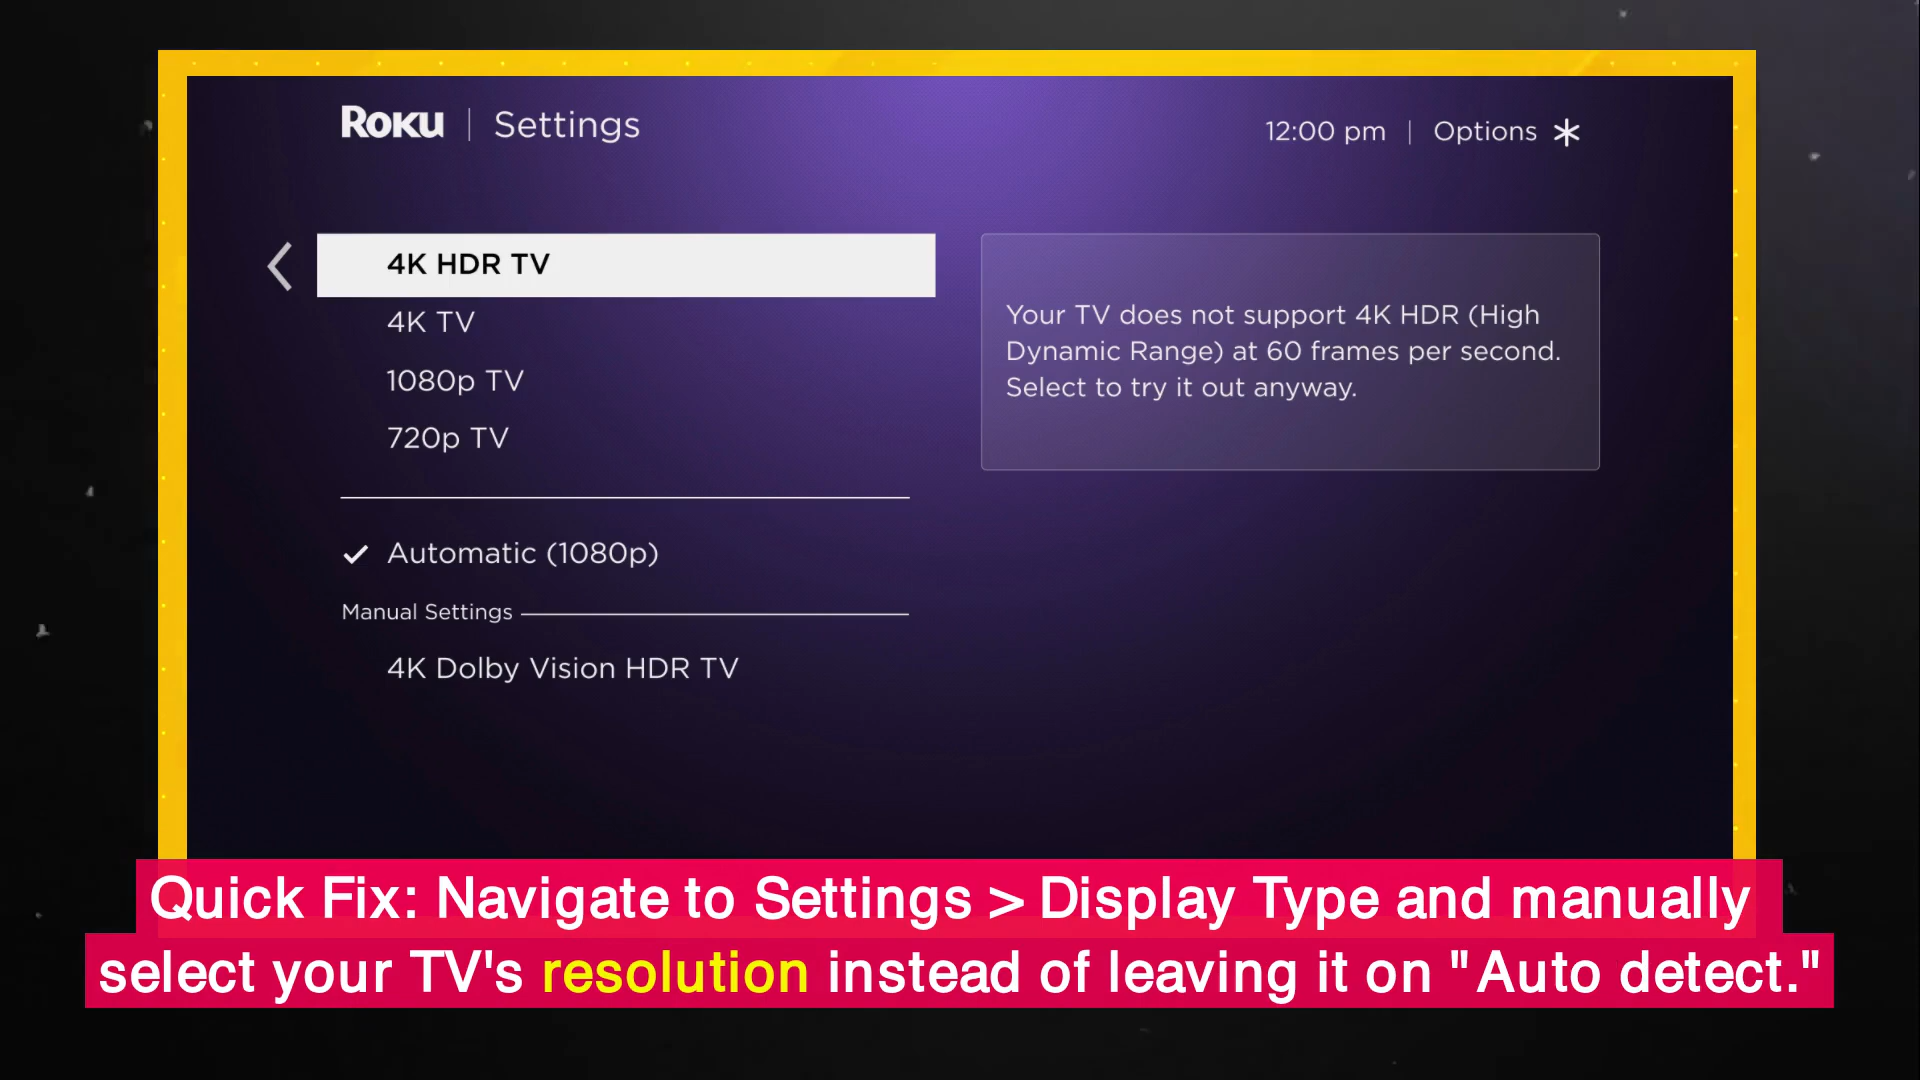 Roku | Settings
12:00 pm | Options
4K HDR TV
4K TV
1080p TV
720p TV
Automatic (1080p)
Manual Settings
4K Dolby Vision HDR TV
Your TV does not support 4K HDR (High
Dynamic Range) at 60 frames per second.
Select to try it out anyway.
Quick Fix: Navigate to Settings > Display Type and manually
select your TV's resolution instead of leaving it on "Auto detect."